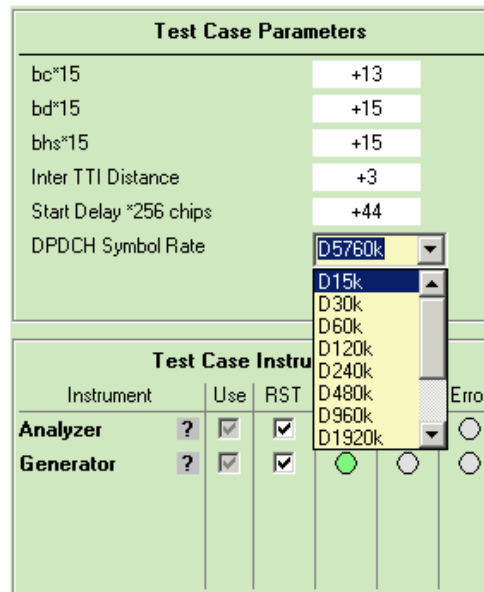 Test Case Parameters
bc*15 +13
bd*15 +15
bhs*15 +15
Inter TTI Distance +3
Start Delay *256 chips +44
DPDCH Symbol Rate D5760k
D15k
D30k
D60k
D120k
D240k
D480k
D960k
D1920k
Test Case Instru
Instrument Use RST Erro
Analyzer ?
Generator ?